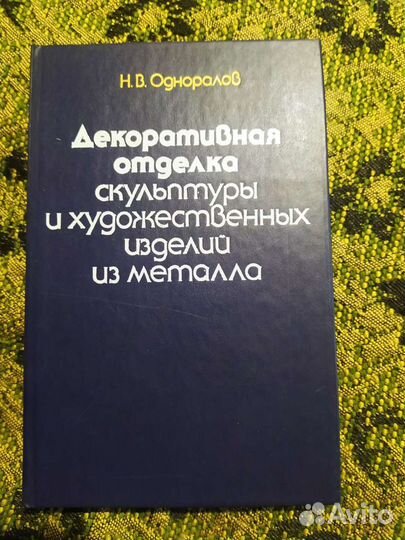 Н.В. Одноралов
Декоративная
отделка
скульптуры
и художественных
изделий
из металла
Avito